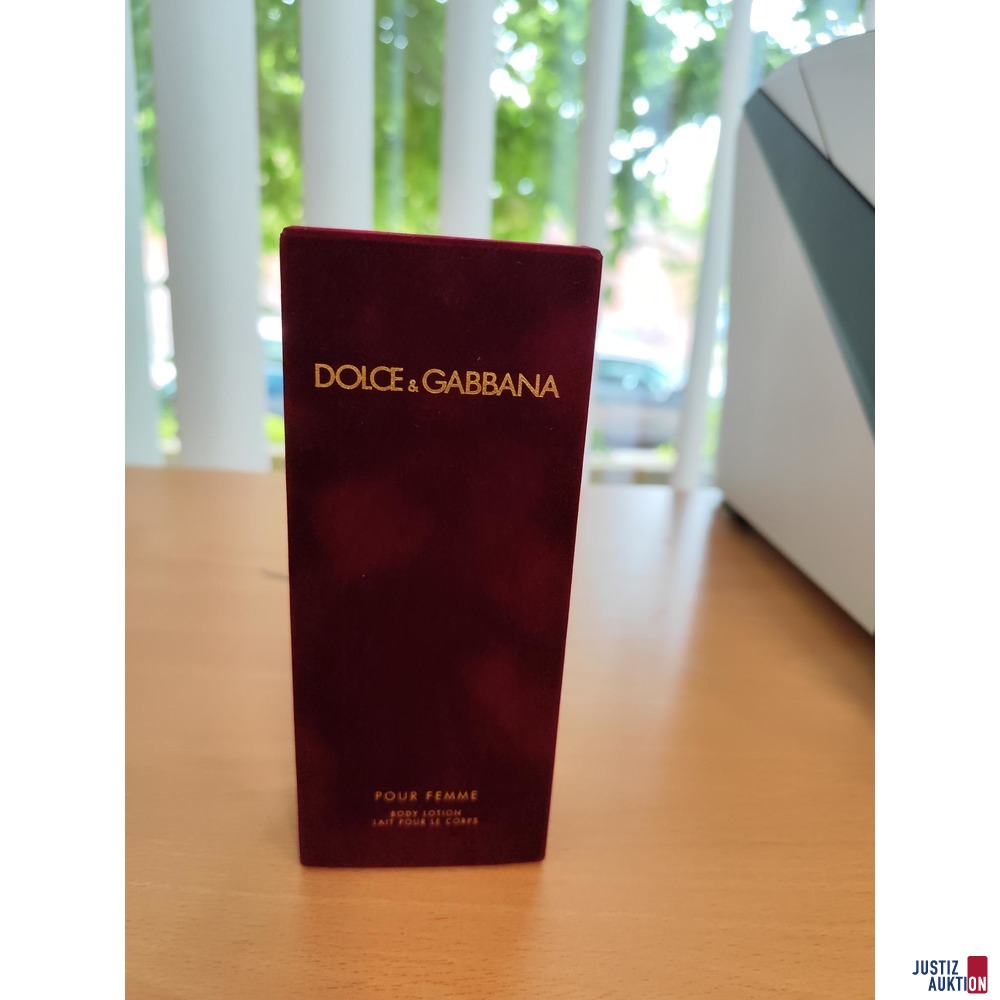 DOLCE & GABBANA
POUR FEMME
BODY LOTION
LAIT POUR LE CORPS
JUSTIZ
AUKTION